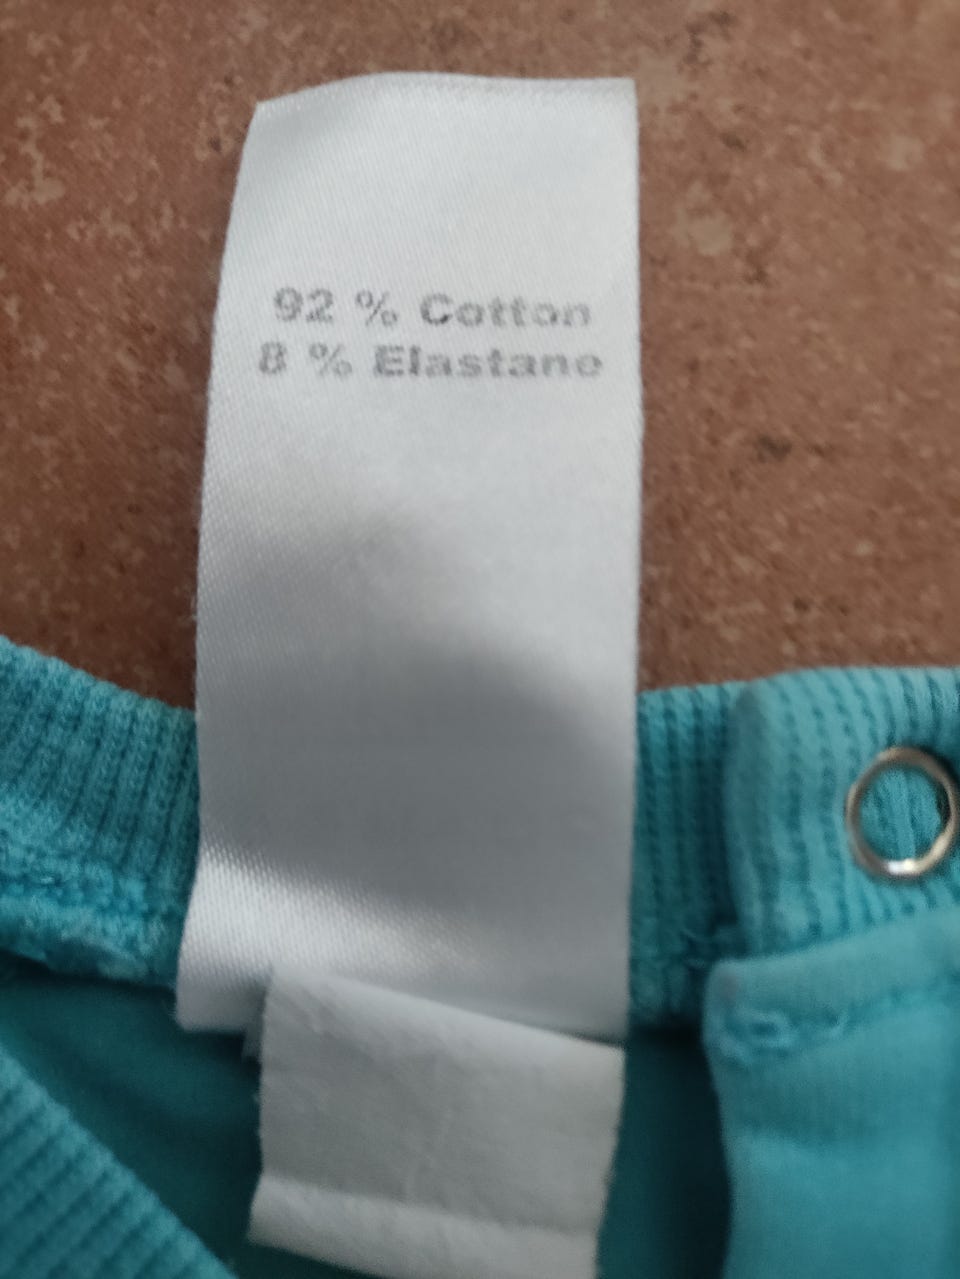 92 % Cotton
8 % Elastane